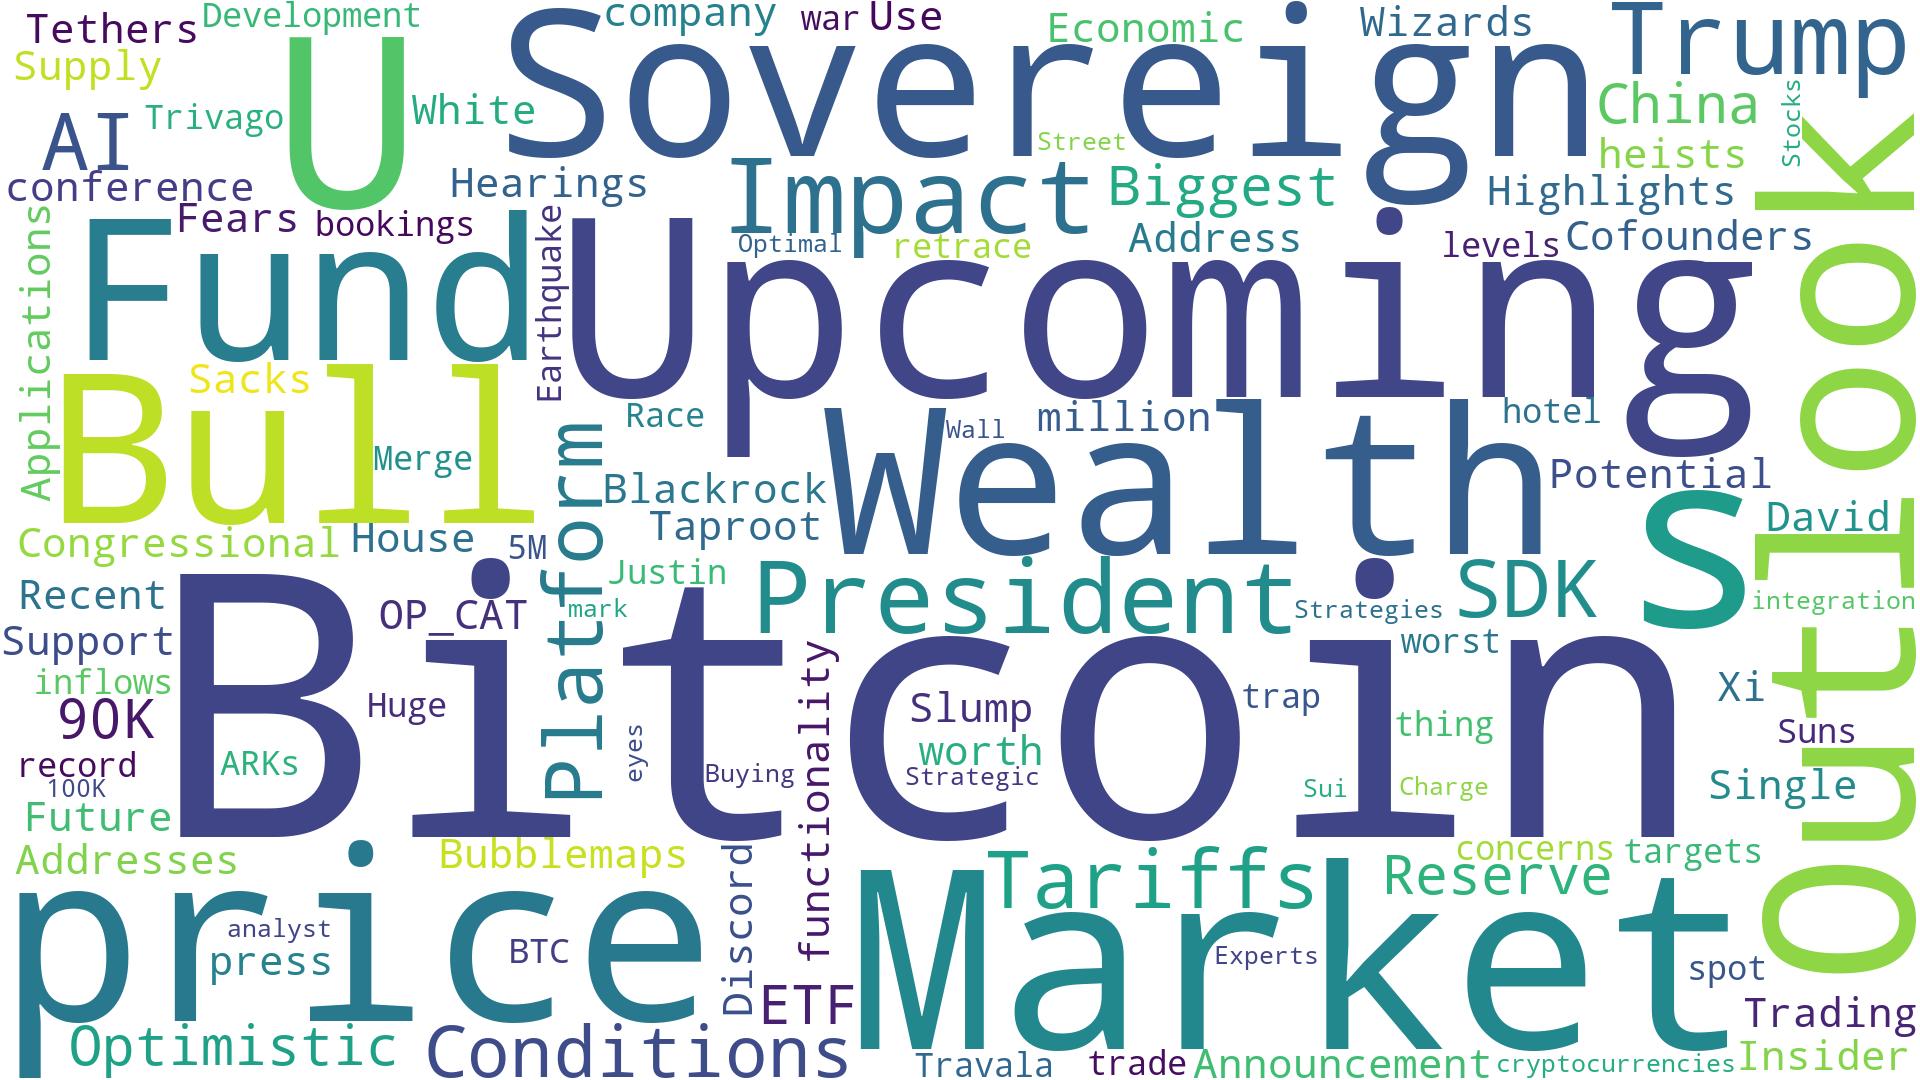 Tethers
Development
company
war
Use
Economic
Wizards
Trump
Supply
U
Sovereign
AI
Trivago
White
Street
China
Stocks
heists
conference
Hearings
Impact
Biggest
Highlights
Outlook
Applications
Fears
bookings
Earthquake
Optimal
retrace
Address
levels
Cofounders
Fund
Upcoming
Bull
Sacks
Race
Wall
million
hotel
Merge
Platform
Blackrock
Wealth
Potential
Congressional
House
5M
Taproot
S
David
Recent
OP_CAT
Justin
mark
President
Strategies
SDK
integration
Support
Bitcoin
worst
inflows
Huge
functionality
Slump
trap
Xi
90K
eyes
worth
thing
Suns
record
ARKs
Buying
Strategic
Sui
Charge
Single
100K
Future
Addresses
Bubblemaps
Discord
Tariffs
concerns
targets
Reserve
price
analyst
press
BTC
Market
Experts
spot
ETF
Trading
Optimistic
Conditions
Travala
trade
Announcement
cryptocurrencies
Insider